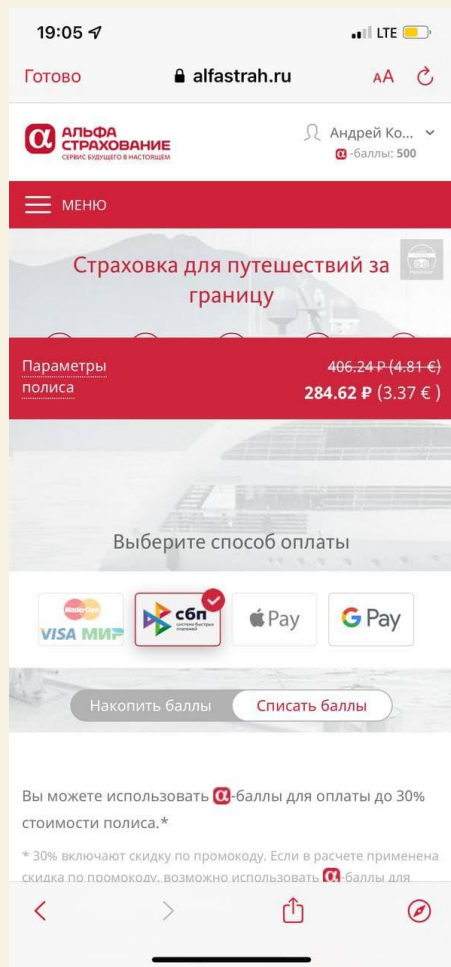 19:05
LTE
Готово
alfastrah.ru
AA
АЛЬФА
СТРАХОВАНИЕ
СЕРВИС БУДУЩЕГО В НАСТОЯЩЕМ
Андрей Ко...
α-баллы: 500
МЕНЮ
Страховка для путешествий за
границу
Параметры
полиса
406.24 ₽ (4.81 €)
284.62 ₽ (3.37 € )
Выберите способ оплаты
MasterCard
VISA МИР
сбп
система быстрых
платежей
Pay
G Pay
Накопить баллы
Списать баллы
Вы можете использовать α-баллы для оплаты до 30%
стоимости полиса.*
* 30% включают скидку по промокоду. Если в расчете применена
скидка по промокоду, возможно использовать α-баллы для